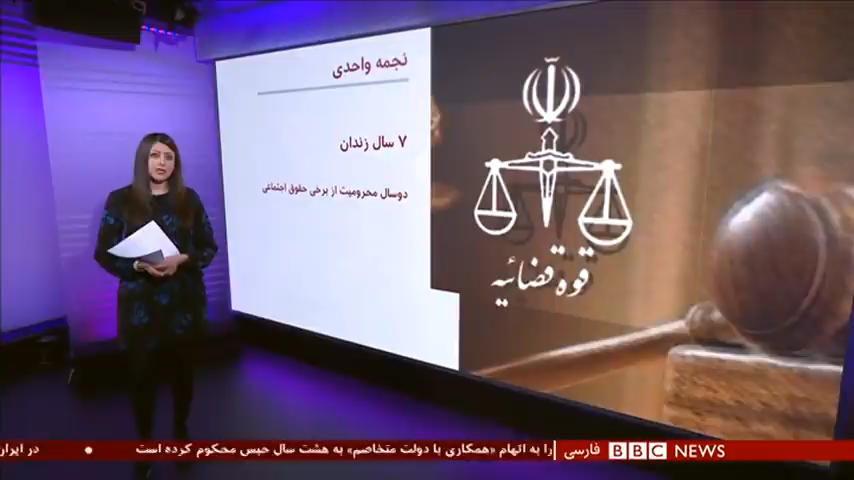 نجمه واحدی
۷ سال زندان
دوسال محرومیت از برخی حقوق اجتماعی
قوهٔ قضائیه
BBC NEWS فارسی
را به اتهام «همکاری با دولت متخاصم» به هشت سال حبس محکوم کرده است • در ایران